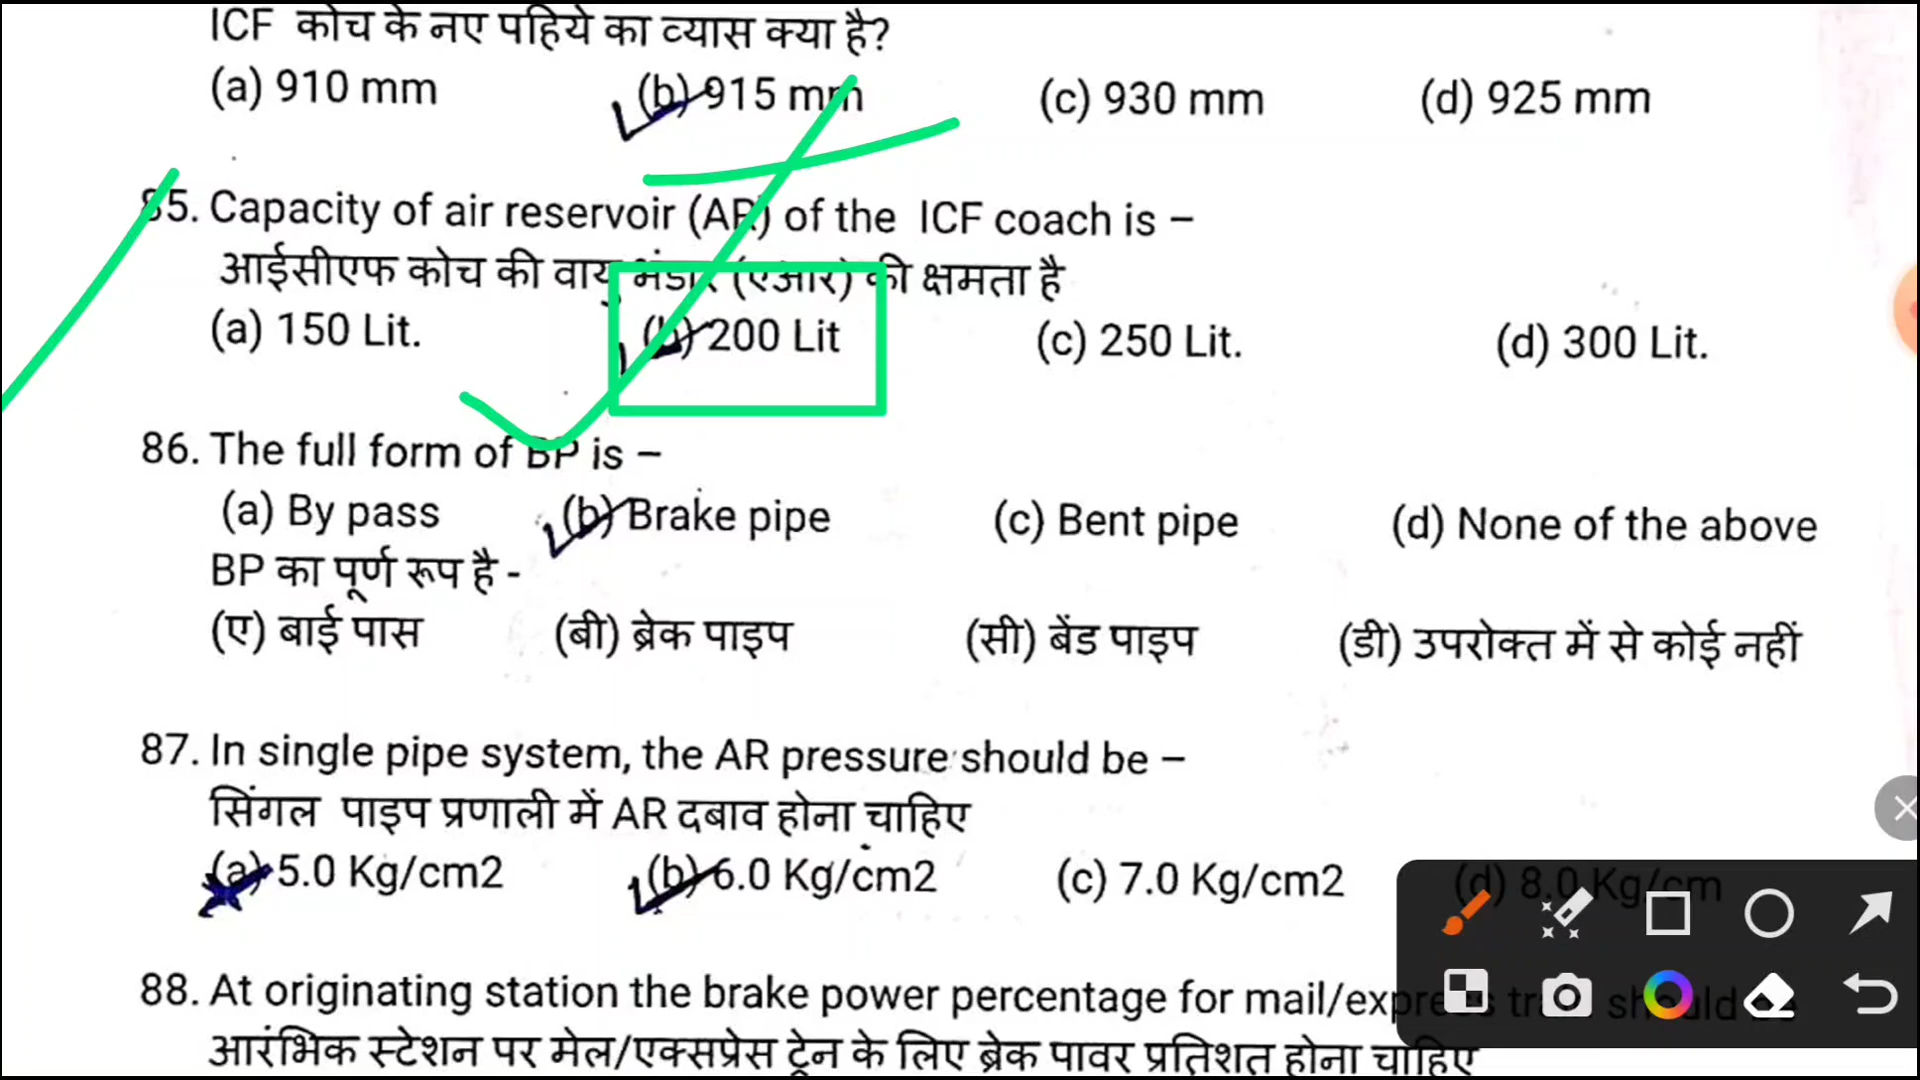 ICF कोच के नए पहिये का व्यास क्या है?
(a) 910 mm (b) 915 mm (c) 930 mm (d) 925 mm
85. Capacity of air reservoir (AR) of the ICF coach is –
आईसीएफ कोच की वायु भंडार (एआर) की क्षमता है
(a) 150 Lit. (b) 200 Lit (c) 250 Lit. (d) 300 Lit.
86. The full form of BP is –
(a) By pass (b) Brake pipe (c) Bent pipe (d) None of the above
BP का पूर्ण रूप है -
(ए) बाई पास (बी) ब्रेक पाइप (सी) बेंड पाइप (डी) उपरोक्त में से कोई नहीं
87. In single pipe system, the AR pressure should be –
सिंगल पाइप प्रणाली में AR दबाव होना चाहिए
(a) 5.0 Kg/cm2 (b) 6.0 Kg/cm2 (c) 7.0 Kg/cm2 (d) 8.0 Kg/cm
88. At originating station the brake power percentage for mail/express train should be
आरंभिक स्टेशन पर मेल/एक्सप्रेस ट्रेन के लिए ब्रेक पावर प्रतिशत होना चाहिए